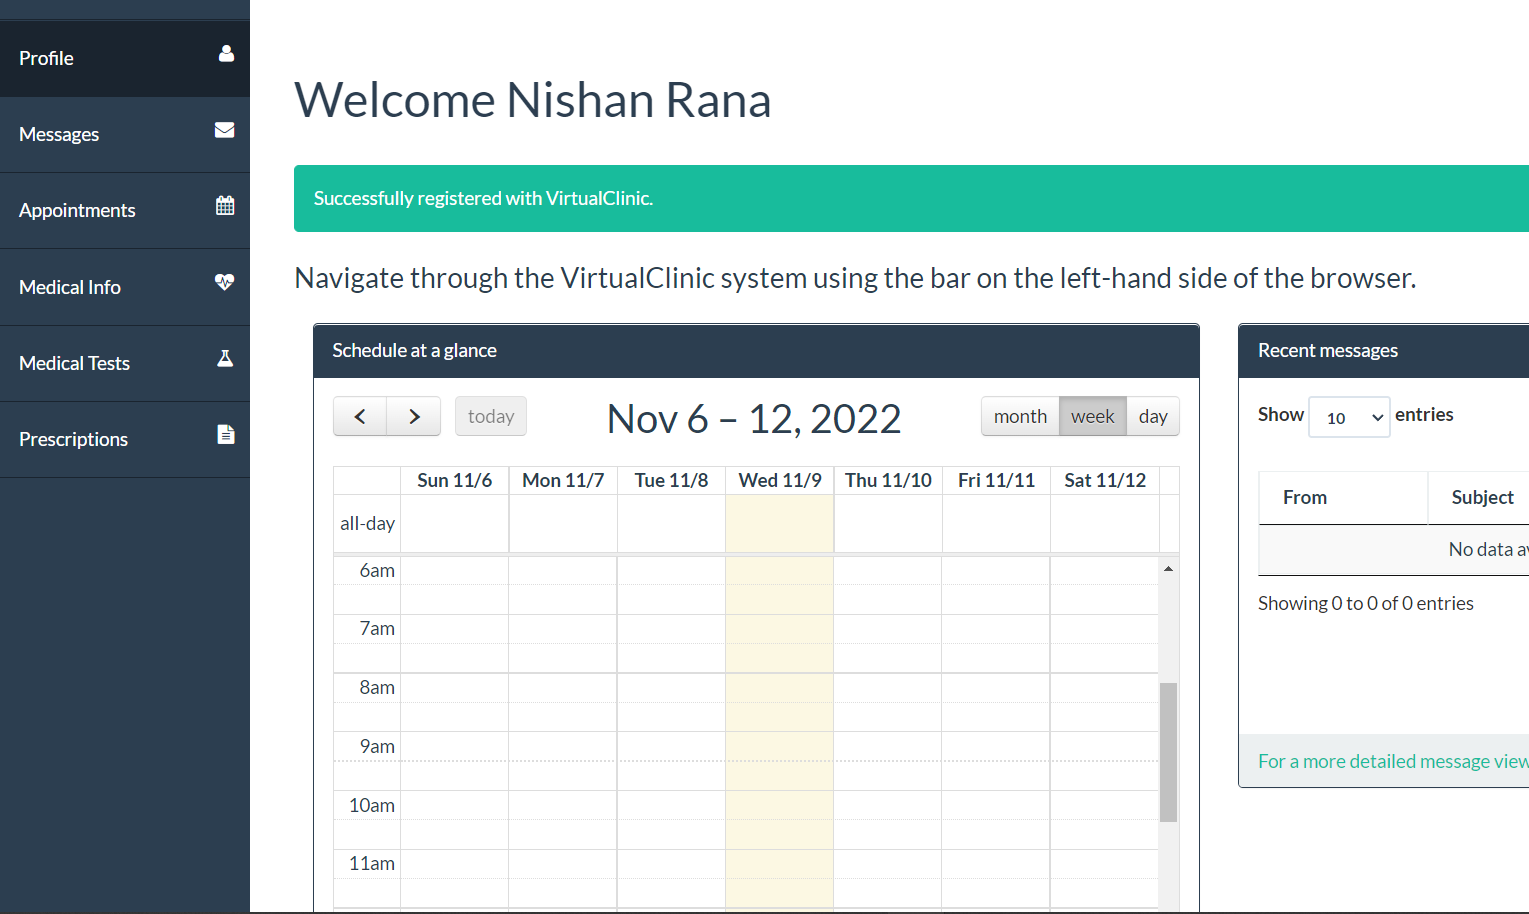 Profile
Messages
Appointments
Medical Info
Medical Tests
Prescriptions
Welcome Nishan Rana
Successfully registered with VirtualClinic.
Navigate through the VirtualClinic system using the bar on the left-hand side of the browser.
Schedule at a glance
today
Nov 6 – 12, 2022
month week day
Sun 11/6 Mon 11/7 Tue 11/8 Wed 11/9 Thu 11/10 Fri 11/11 Sat 11/12
all-day
6am
7am
8am
9am
10am
11am
Recent messages
Show 10 entries
From Subject
No data
Showing 0 to 0 of 0 entries
For a more detailed message view